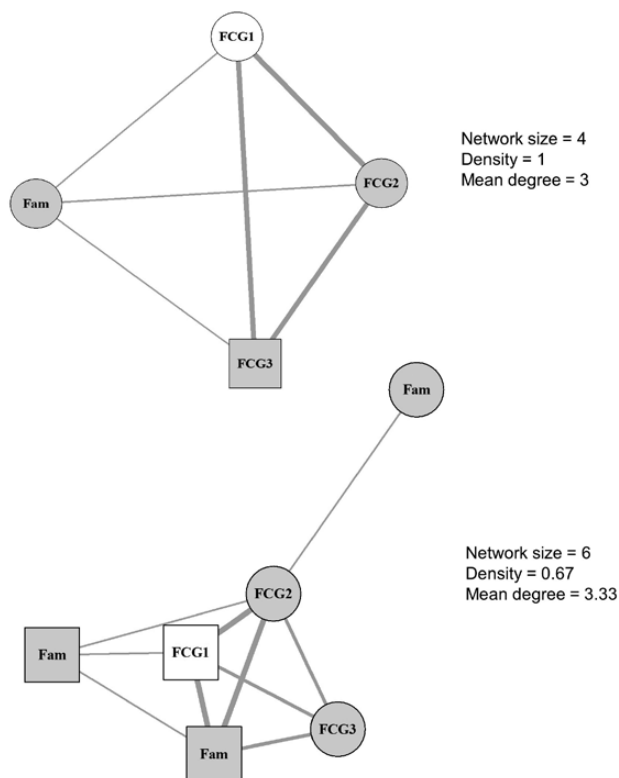 FCG1
Network size = 4
Density = 1
Mean degree = 3
FCG2
Fam
FCG3
Fam
Network size = 6
Density = 0.67
Mean degree = 3.33
FCG2
Fam
FCG1
FCG3
Fam